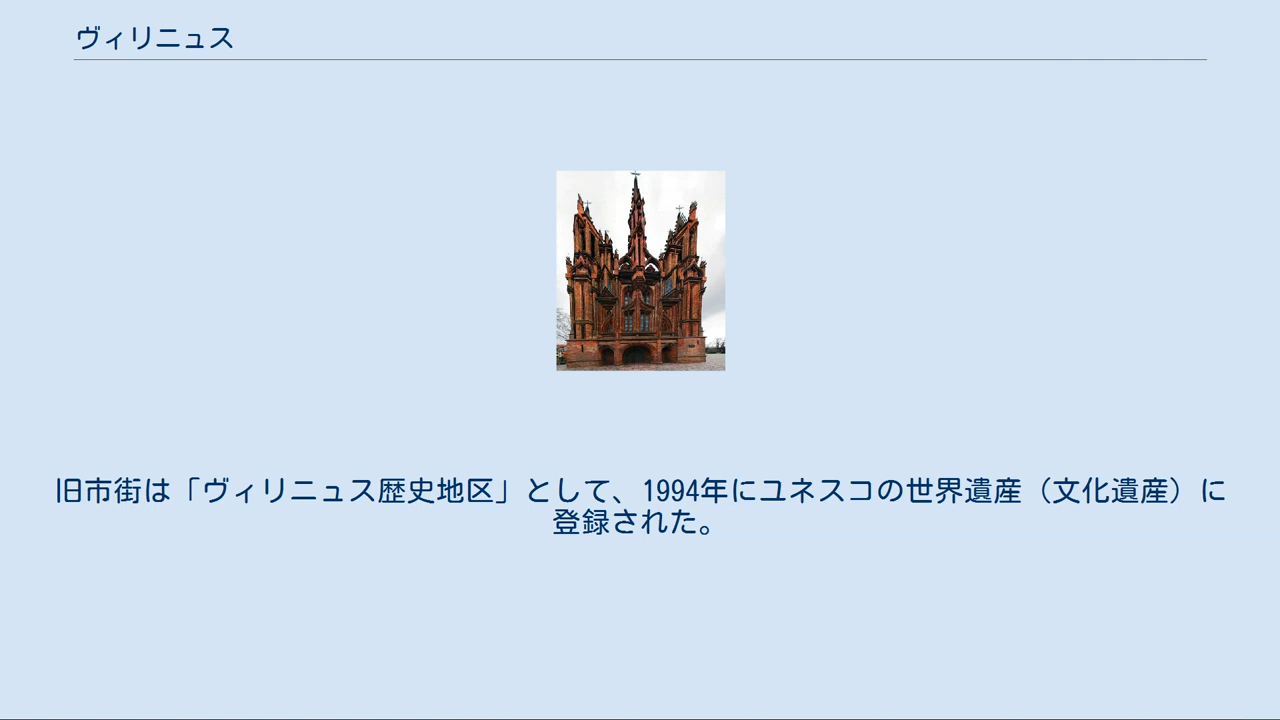 ヴィリニュス
旧市街は「ヴィリニュス歴史地区」として、1994年にユネスコの世界遺産（文化遺産）に
登録された。